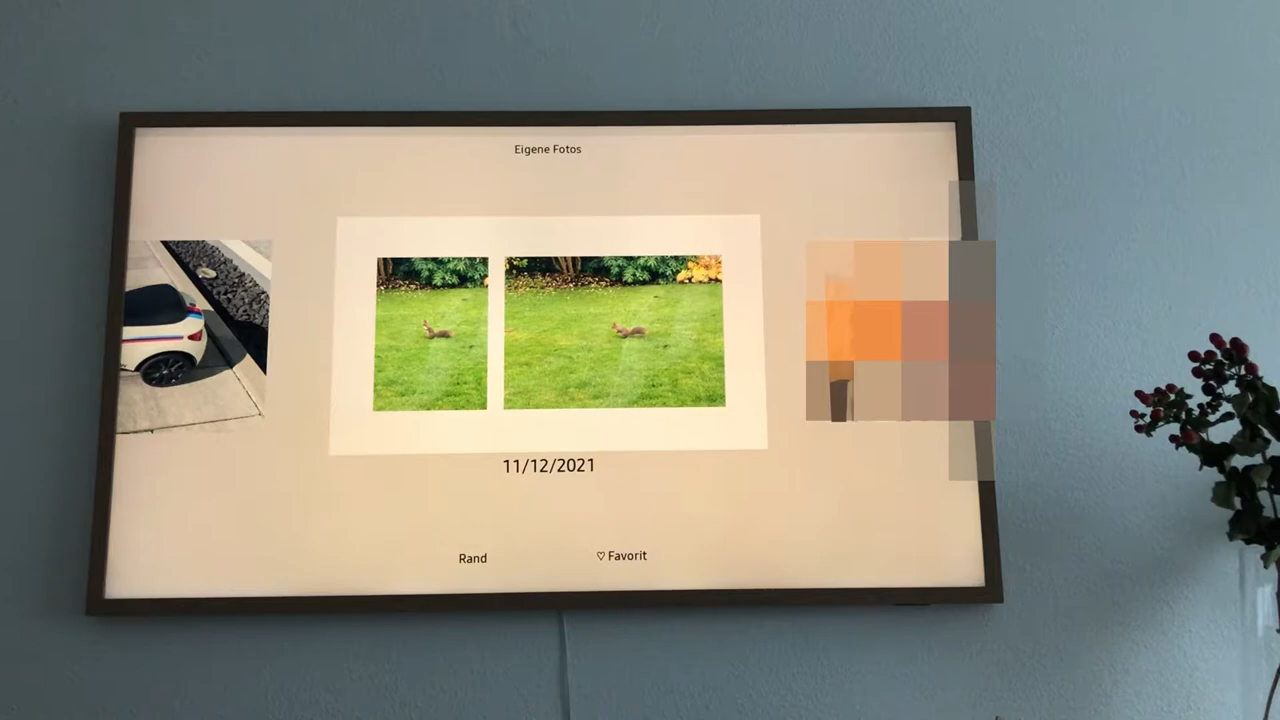 Eigene Fotos
11/12/2021
Rand
♡ Favorit